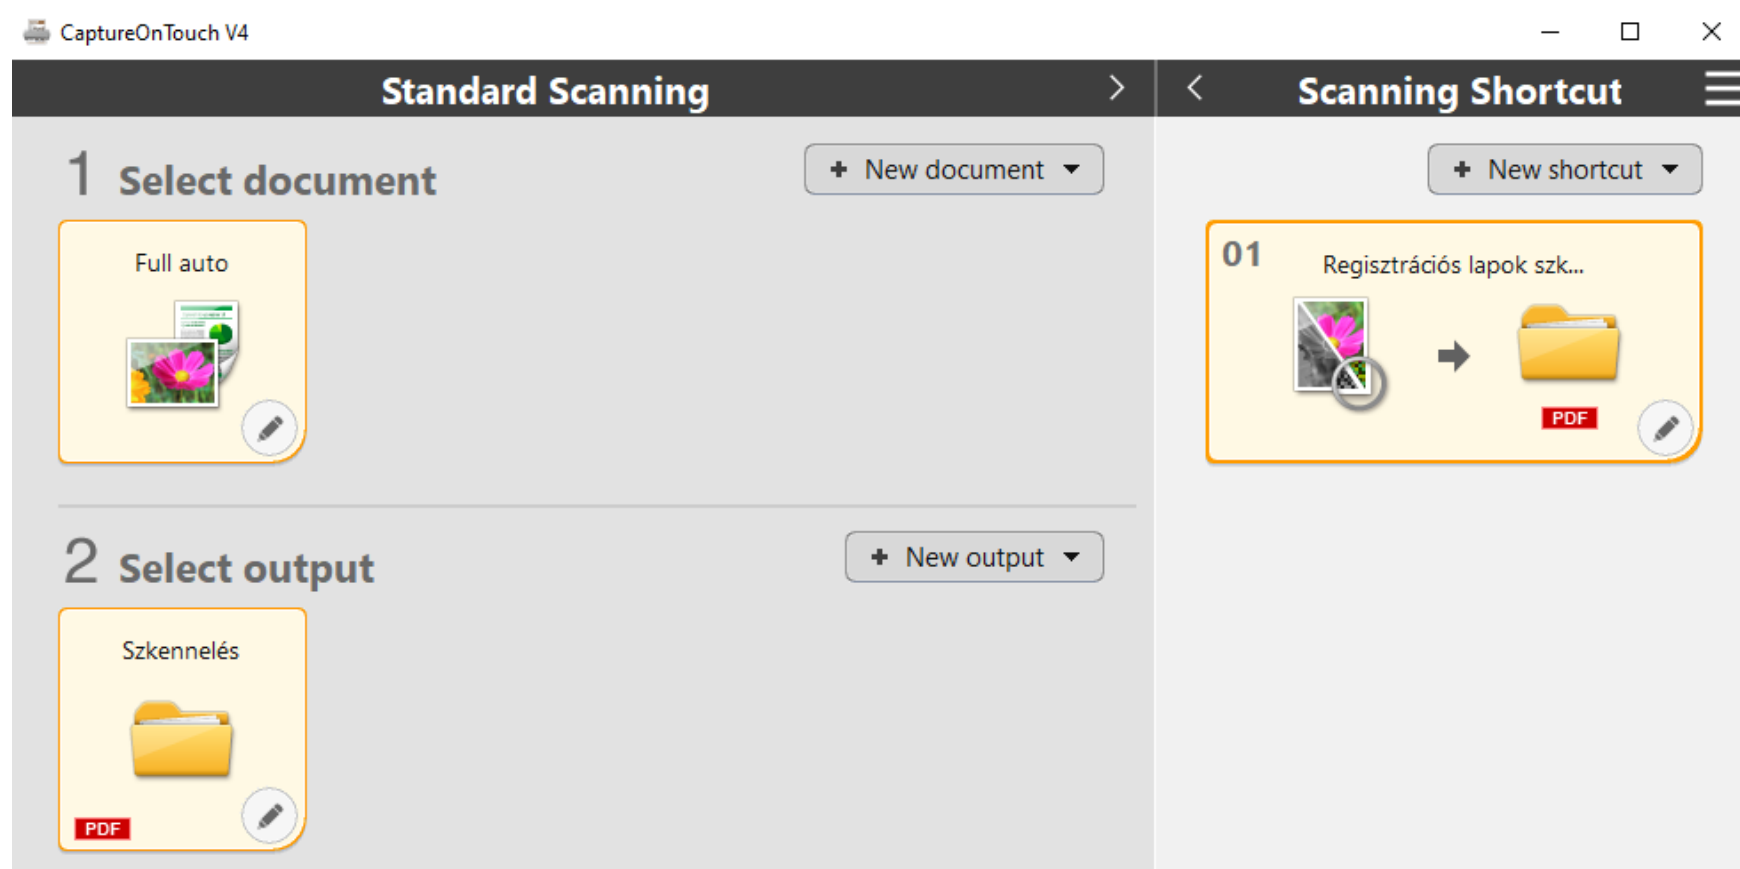 CaptureOnTouch V4
Standard Scanning
Scanning Shortcut
1 Select document
+ New document
Full auto
2 Select output
+ New output
Szkennelés
PDF
+ New shortcut
01
Regisztrációs lapok szk...
PDF